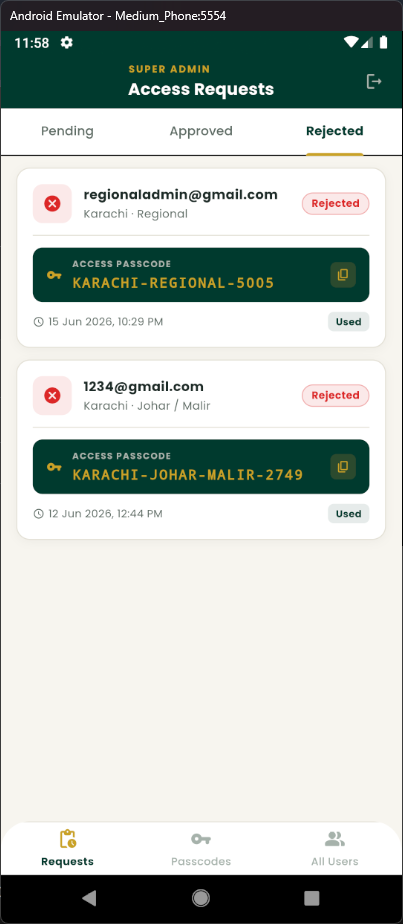 Android Emulator - Medium_Phone:5554
11:58
SUPER ADMIN
Access Requests
Pending
Approved
Rejected
regionaladmin@gmail.com
Karachi · Regional
Rejected
ACCESS PASSCODE
KARACHI-REGIONAL-5005
15 Jun 2026, 10:29 PM
Used
1234@gmail.com
Karachi · Johar / Malir
Rejected
ACCESS PASSCODE
KARACHI-JOHAR-MALIR-2749
12 Jun 2026, 12:44 PM
Used
Requests
Passcodes
All Users